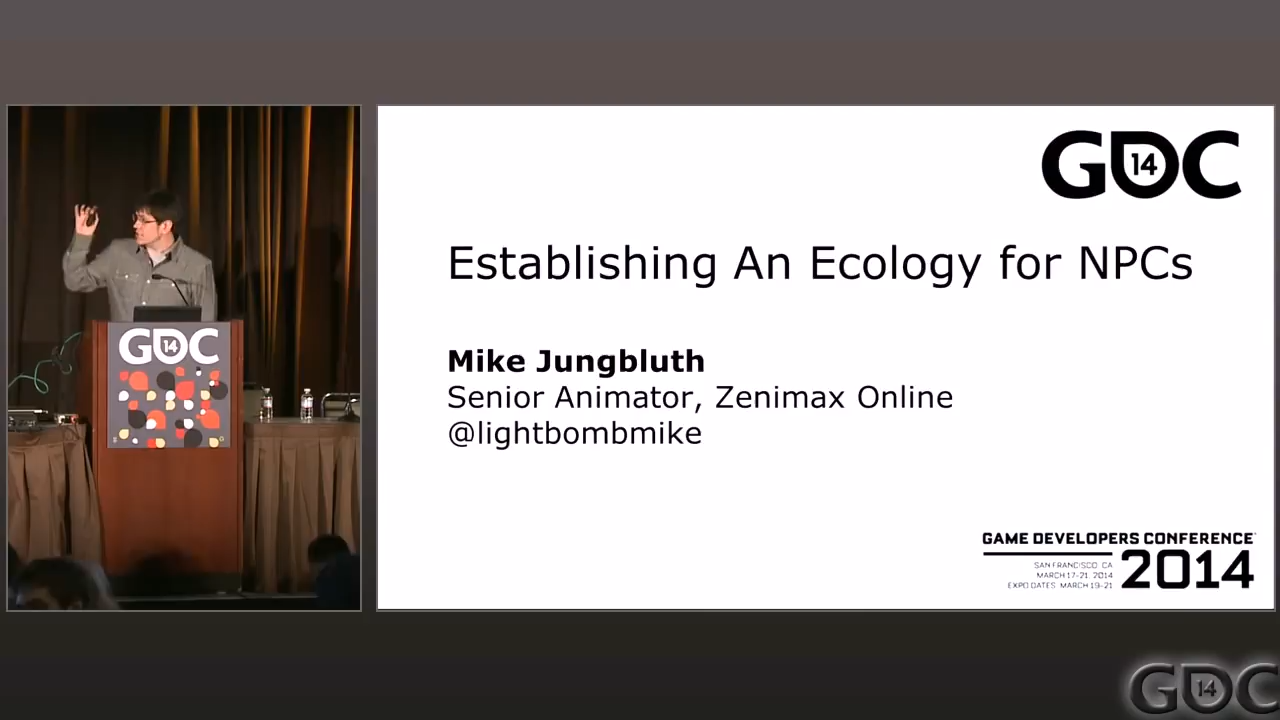 GDC 14
Establishing An Ecology for NPCs
Mike Jungbluth
Senior Animator, Zenimax Online
@lightbombmike
GAME DEVELOPERS CONFERENCE
SAN FRANCISCO, CA
MARCH 17-21, 2014
EXPO DATES: MARCH 19-21
2014
GDC 14
GDC 14